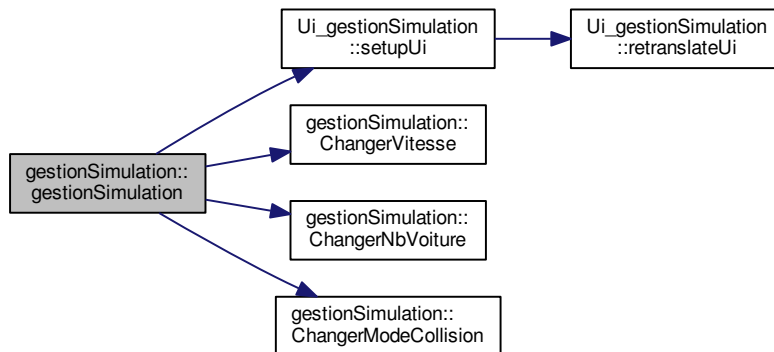 Ui_gestionSimulation
::setupUi
Ui_gestionSimulation
::retranslateUi
gestionSimulation::
ChangerVitesse
gestionSimulation::
gestionSimulation
gestionSimulation::
ChangerNbVoiture
gestionSimulation::
ChangerModeCollision